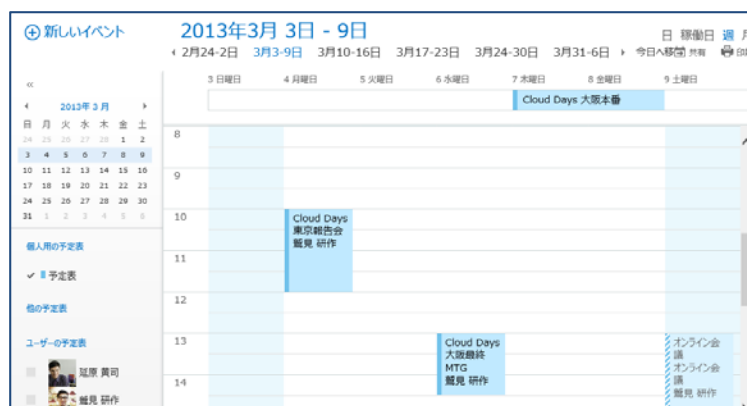 新しいイベント
2013年3月 3日 - 9日
日 稼働日 週 月
2月24-2日 3月3-9日 3月10-16日 3月17-23日 3月24-30日 3月31-6日 今日へ移 共有
«
3 日曜日 4 月曜日 5 火曜日 6 水曜日 7 木曜日 8 金曜日 9 土曜日
Cloud Days 大阪本番
2013年 3 月
日 月 火 水 木 金 土
24 25 26 27 28 1 2
3 4 5 6 7 8 9
10 11 12 13 14 15 16
17 18 19 20 21 22 23
24 25 26 27 28 29 30
31 1 2 3 4 5 6
個人用の予定表
予定表
他の予定表
ユーザーの予定表
延原 黄司
鷲見 研作
8
9
10
Cloud Days
東京報告会
鷲見 研作
11
12
13
Cloud Days
大阪最終
MTG
鷲見 研作
オンライン会
議
オンライン会
議
鷲見 研作
14